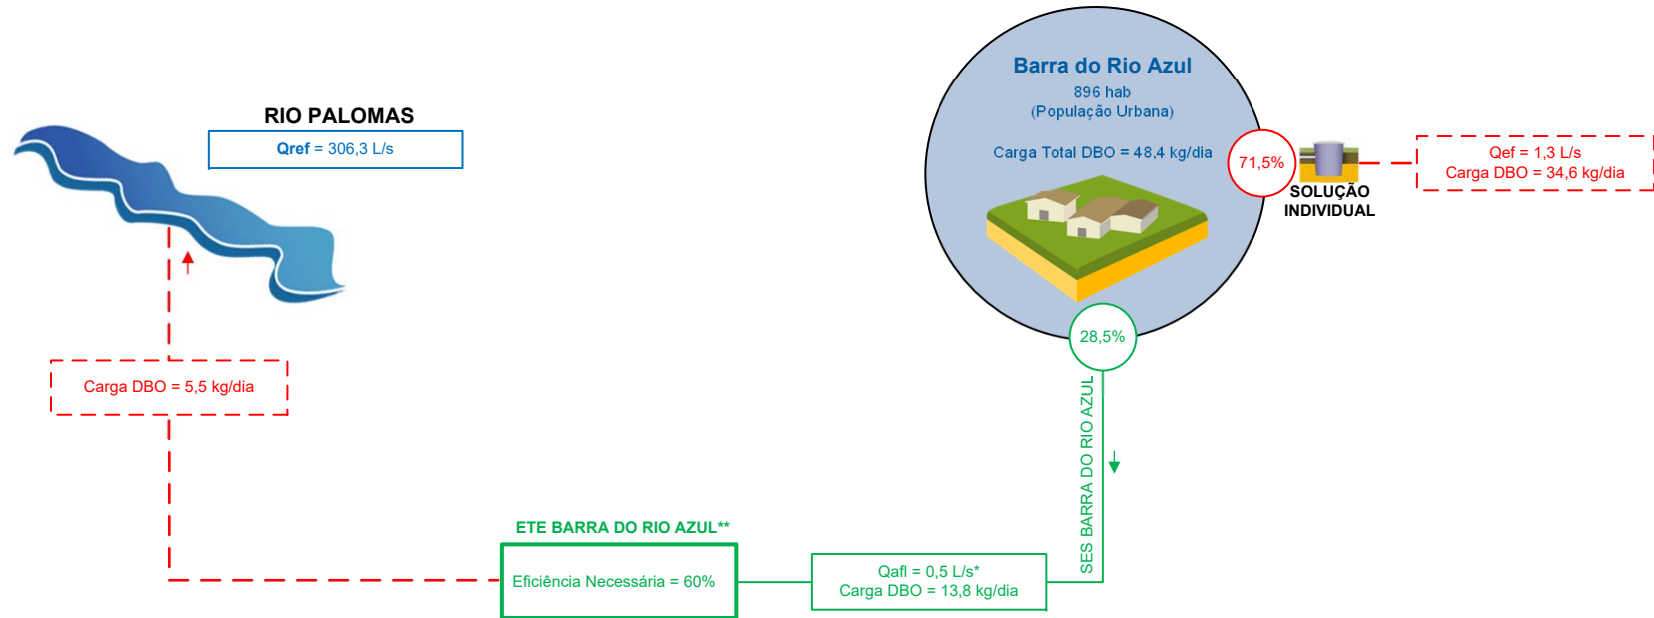 Barra do Rio Azul
896 hab
(População Urbana)
Carga Total DBO = 48,4 kg/dia
RIO PALOMAS
Qref = 306,3 L/s
71,5%
SOLUÇÃO
INDIVIDUAL
Qef = 1,3 L/s
Carga DBO = 34,6 kg/dia
28,5%
SES BARRA DO RIO AZUL
Carga DBO = 5,5 kg/dia
ETE BARRA DO RIO AZUL**
Eficiência Necessária = 60%
Qafl = 0,5 L/s*
Carga DBO = 13,8 kg/dia